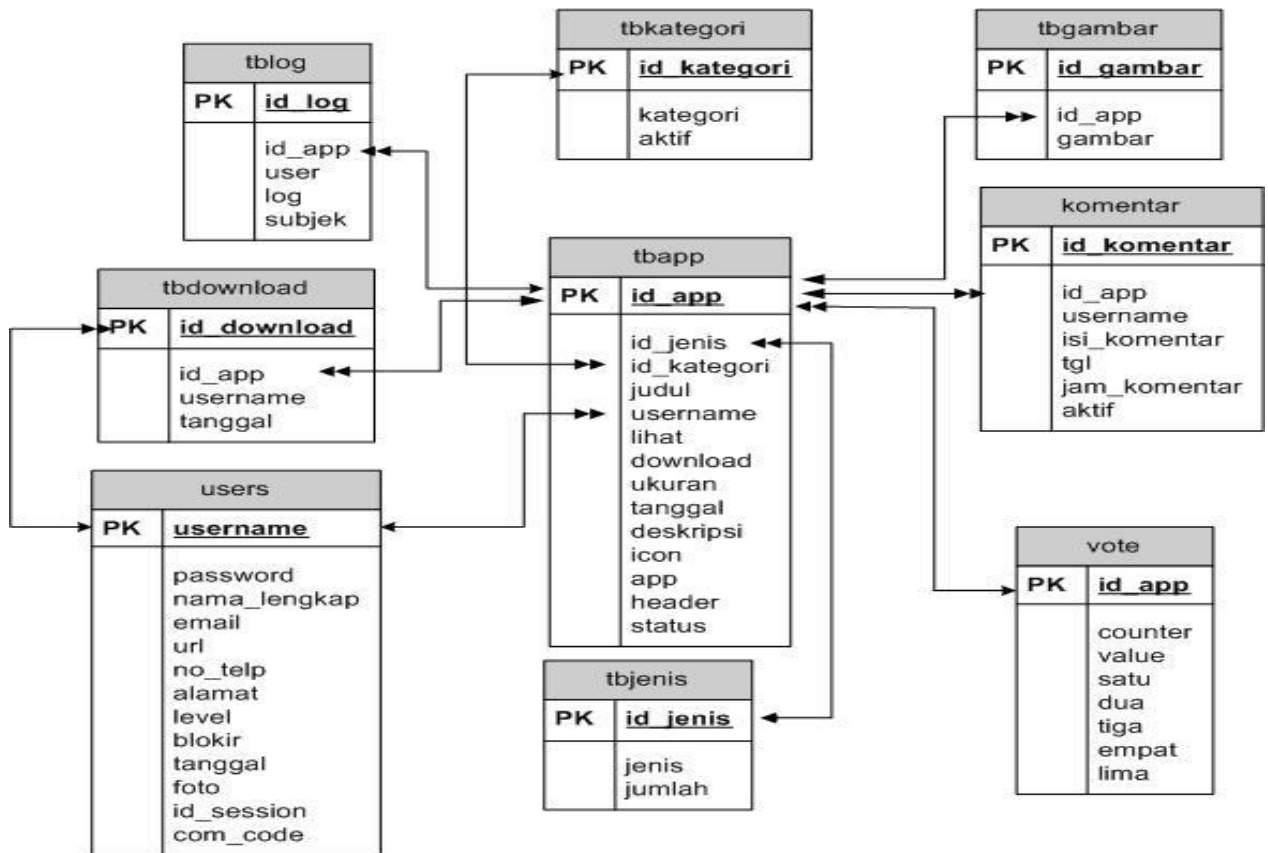 tblog
PK id_log
id_app
user
log
subjek
tbkategori
PK id_kategori
kategori
aktif
tbgambar
PK id_gambar
id_app
gambar
tbdownload
PK id_download
id_app
username
tanggal
tbapp
PK id_app
id_jenis
id_kategori
judul
username
lihat
download
ukuran
tanggal
deskripsi
icon
app
header
status
komentar
PK id_komentar
id_app
username
isi_komentar
tgl
jam_komentar
aktif
users
PK username
password
nama_lengkap
email
url
no_telp
alamat
level
blokir
tanggal
foto
id_session
com_code
tbjenis
PK id_jenis
jenis
jumlah
vote
PK id_app
counter
value
satu
dua
tiga
empat
lima